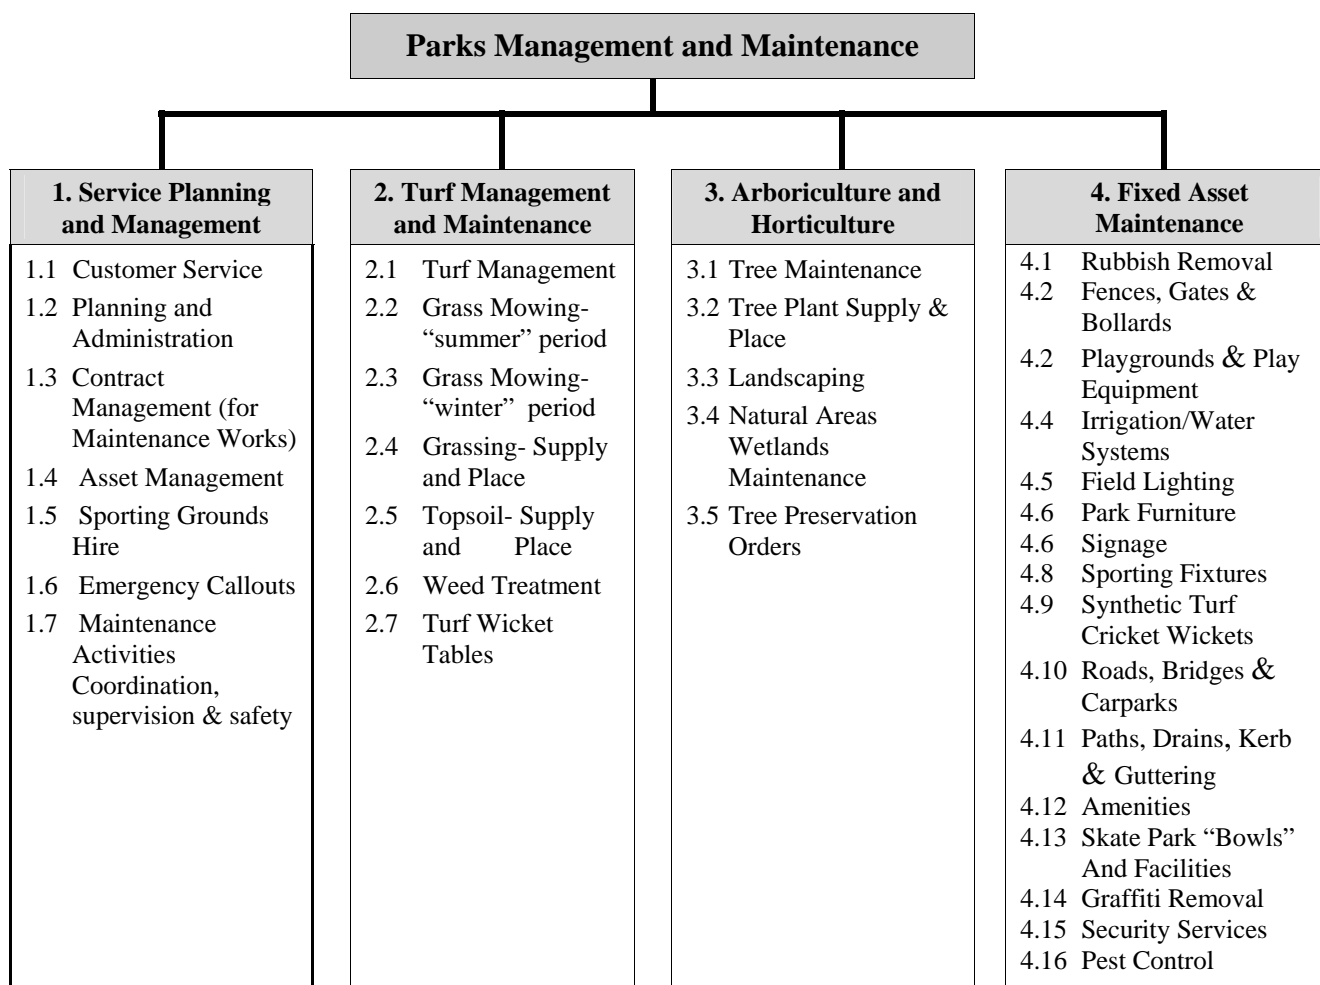 Parks Management and Maintenance
1. Service Planning
and Management
1.1 Customer Service
1.2 Planning and
Administration
1.3 Contract
Management (for
Maintenance Works)
1.4 Asset Management
1.5 Sporting Grounds
Hire
1.6 Emergency Callouts
1.7 Maintenance
Activities
Coordination,
supervision & safety
2. Turf Management
and Maintenance
2.1 Turf Management
2.2 Grass Mowing-
“summer” period
2.3 Grass Mowing-
“winter” period
2.4 Grassing- Supply
and Place
2.5 Topsoil- Supply
and Place
2.6 Weed Treatment
2.7 Turf Wicket
Tables
3. Arboriculture and
Horticulture
3.1 Tree Maintenance
3.2 Tree Plant Supply &
Place
3.3 Landscaping
3.4 Natural Areas
Wetlands
Maintenance
3.5 Tree Preservation
Orders
4. Fixed Asset
Maintenance
4.1 Rubbish Removal
4.2 Fences, Gates &
Bollards
4.2 Playgrounds & Play
Equipment
4.4 Irrigation/Water
Systems
4.5 Field Lighting
4.6 Park Furniture
4.6 Signage
4.8 Sporting Fixtures
4.9 Synthetic Turf
Cricket Wickets
4.10 Roads, Bridges &
Carparks
4.11 Paths, Drains, Kerb
& Guttering
4.12 Amenities
4.13 Skate Park “Bowls”
And Facilities
4.14 Graffiti Removal
4.15 Security Services
4.16 Pest Control